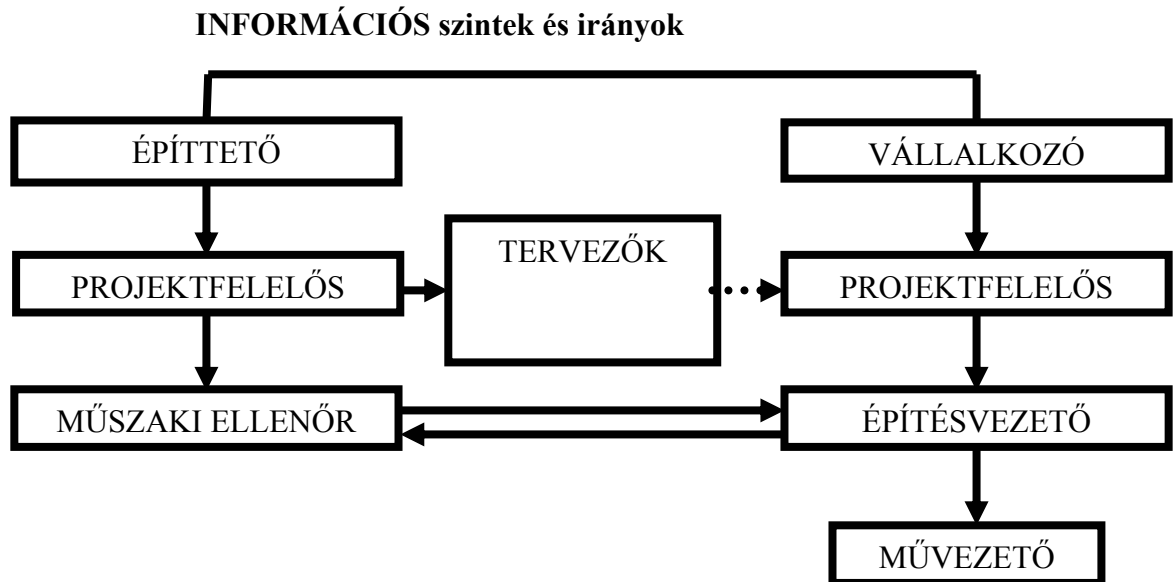 INFORMÁCIÓS szintek és irányok
ÉPÍTTETŐ
VÁLLALKOZÓ
TERVEZŐK
PROJEKTFELELŐS
PROJEKTFELELŐS
MŰSZAKI ELLENŐR
ÉPÍTÉSVEZETŐ
MŰVEZETŐ